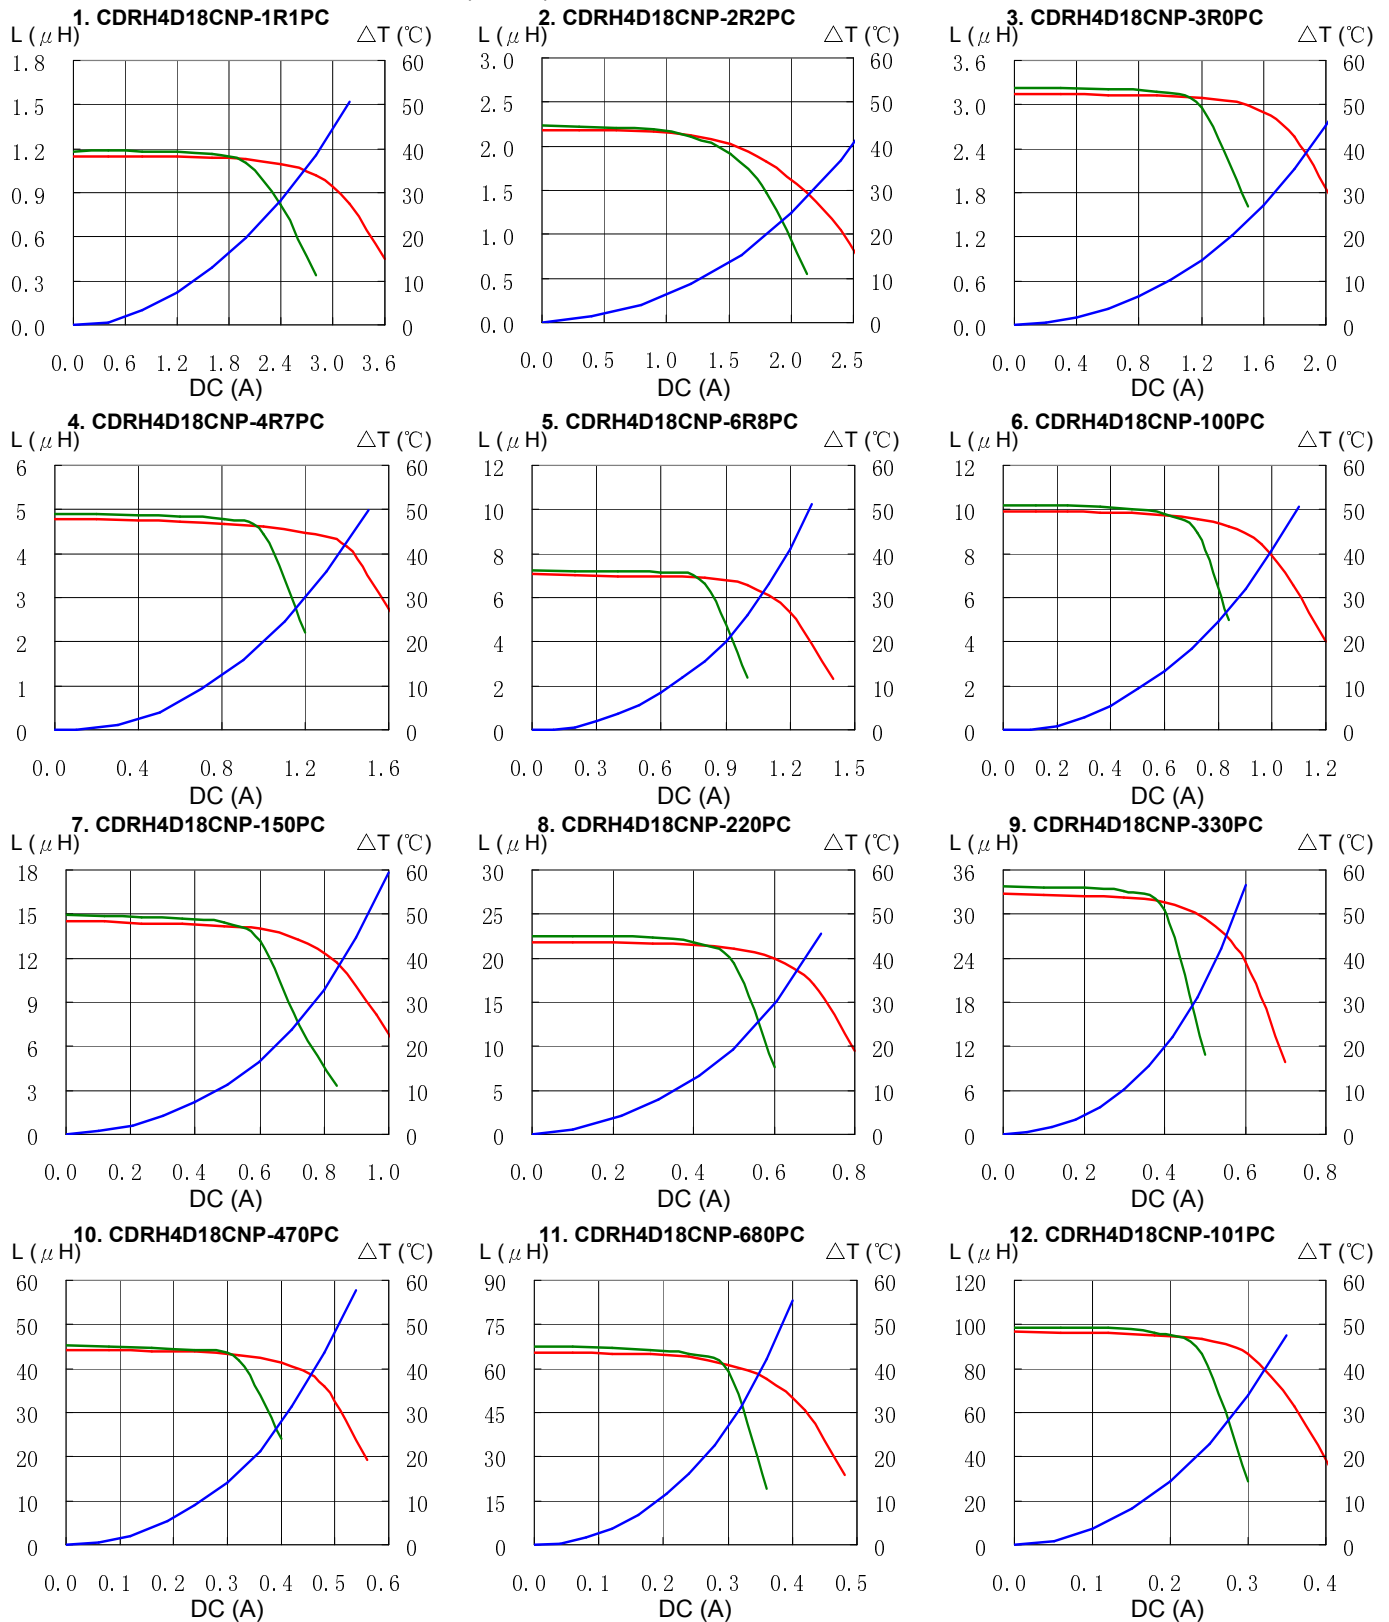 1. CDRH4D18CNP-1R1PC
L (μH) △T (℃)
1.8 60
1.5 50
1.2 40
0.9 30
0.6 20
0.3 10
0.0 0
0.0 0.6 1.2 1.8 2.4 3.0 3.6
DC (A)
2. CDRH4D18CNP-2R2PC
L (μH) △T (℃)
3.0 60
2.5 50
2.0 40
1.5 30
1.0 20
0.5 10
0.0 0
0.0 0.5 1.0 1.5 2.0 2.5
DC (A)
3. CDRH4D18CNP-3R0PC
L (μH) △T (℃)
3.6 60
3.0 50
2.4 40
1.8 30
1.2 20
0.6 10
0.0 0
0.0 0.4 0.8 1.2 1.6 2.0
DC (A)
4. CDRH4D18CNP-4R7PC
L (μH) △T (℃)
6 60
5 50
4 40
3 30
2 20
1 10
0 0
0.0 0.4 0.8 1.2 1.6
DC (A)
5. CDRH4D18CNP-6R8PC
L (μH) △T (℃)
12 60
10 50
8 40
6 30
4 20
2 10
0 0
0.0 0.3 0.6 0.9 1.2 1.5
DC (A)
6. CDRH4D18CNP-100PC
L (μH) △T (℃)
12 60
10 50
8 40
6 30
4 20
2 10
0 0
0.0 0.2 0.4 0.6 0.8 1.0 1.2
DC (A)
7. CDRH4D18CNP-150PC
L (μH) △T (℃)
18 60
15 50
12 40
9 30
6 20
3 10
0 0
0.0 0.2 0.4 0.6 0.8 1.0
DC (A)
8. CDRH4D18CNP-220PC
L (μH) △T (℃)
30 60
25 50
20 40
15 30
10 20
5 10
0 0
0.0 0.2 0.4 0.6 0.8
DC (A)
9. CDRH4D18CNP-330PC
L (μH) △T (℃)
36 60
30 50
24 40
18 30
12 20
6 10
0 0
0.0 0.2 0.4 0.6 0.8
DC (A)
10. CDRH4D18CNP-470PC
L (μH) △T (℃)
60 60
50 50
40 40
30 30
20 20
10 10
0 0
0.0 0.1 0.2 0.3 0.4 0.5 0.6
DC (A)
11. CDRH4D18CNP-680PC
L (μH) △T (℃)
90 60
75 50
60 40
45 30
30 20
15 10
0 0
0.0 0.1 0.2 0.3 0.4 0.5
DC (A)
12. CDRH4D18CNP-101PC
L (μH) △T (℃)
120 60
100 50
80 40
60 30
40 20
20 10
0 0
0.0 0.1 0.2 0.3 0.4
DC (A)